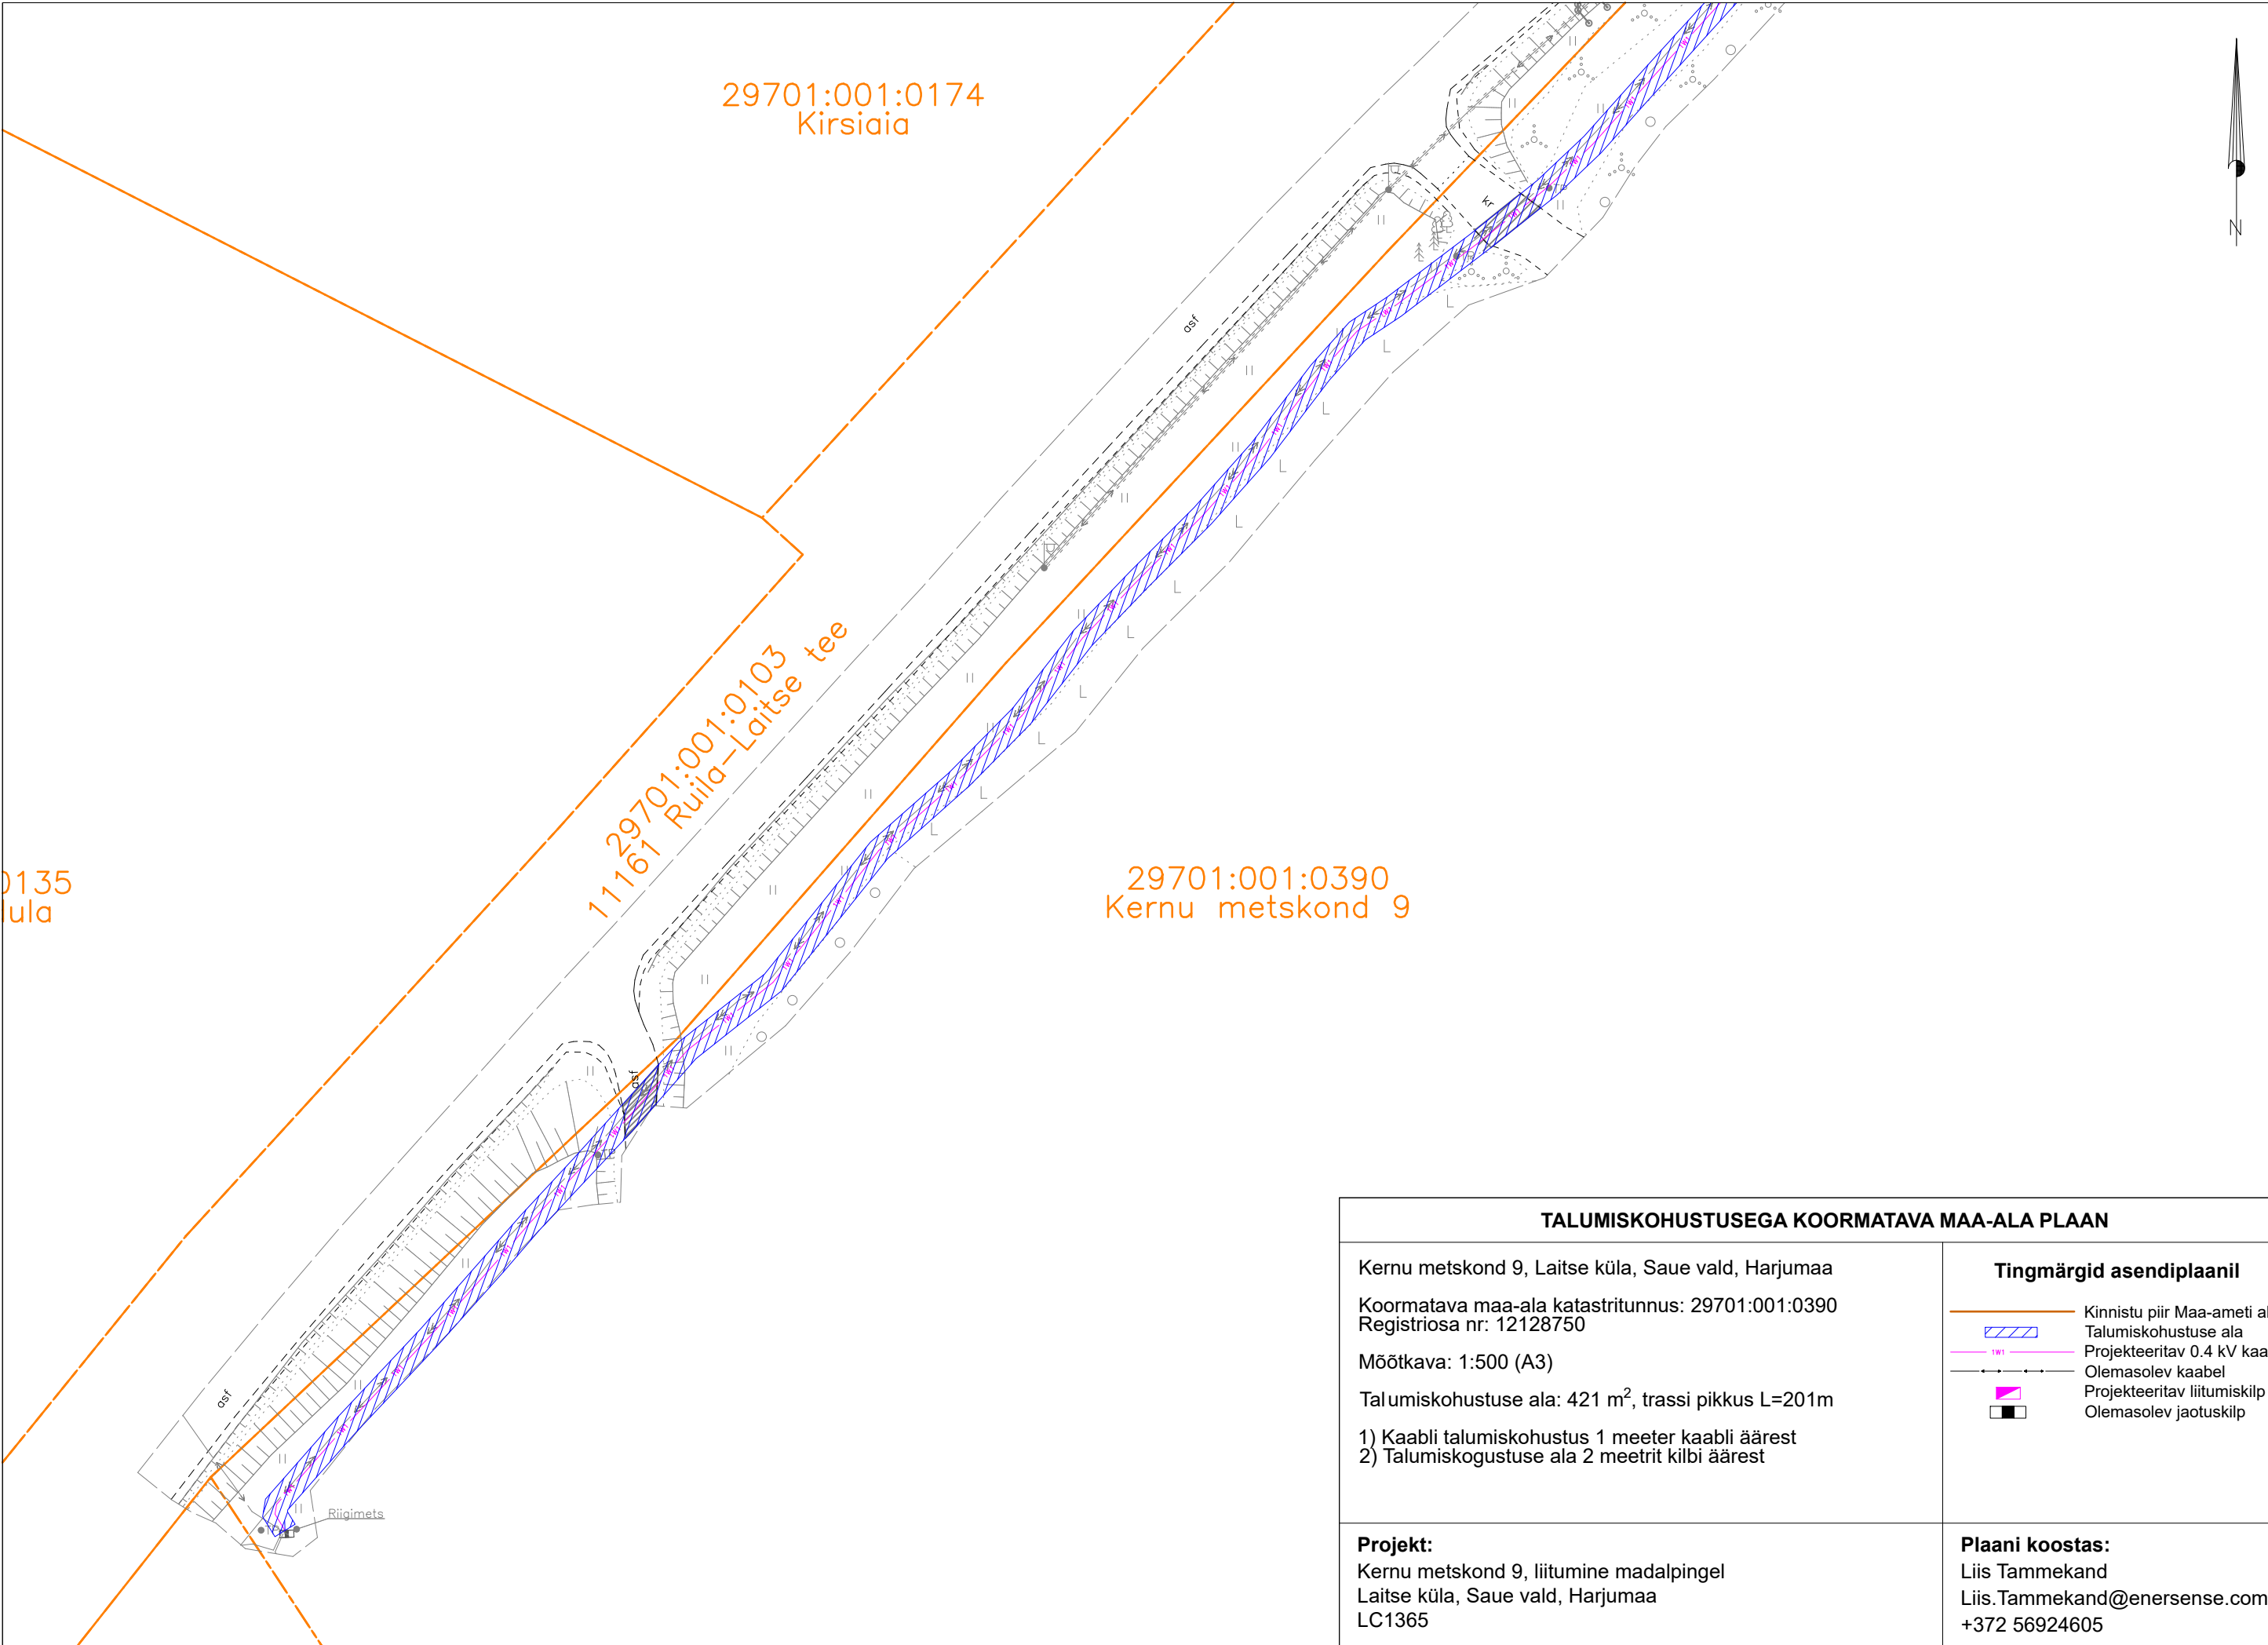 29701:001:0174
Kirsiaia
asf
kr
N
29701:001:0103
11161 Ruila-Laitse tee
0135
29701:001:0390
Kernu metskond 9
asf
asf
Riigimets
TALUMISKOHUSTUSEGA KOORMATAVA MAA-ALA PLAAN
Kernu metskond 9, Laitse küla, Saue vald, Harjumaa
Koormatava maa-ala katastritunnus: 29701:001:0390
Registriosa nr: 12128750
Mõõtkava: 1:500 (A3)
Talumiskohustuse ala: 421 m², trassi pikkus L=201m
1) Kaabli talumiskohustus 1 meeter kaabli äärest
2) Talumiskogustuse ala 2 meetrit kilbi äärest
Tingmärgid asendiplaanil
Kinnistu piir Maa-ameti
Talumiskohustuse ala
1W1
Projekteeritav 0.4 kV
Olemasolev kaabel
Projekteeritav liitumiskilp
Olemasolev jaotuskilp
Projekt:
Kernu metskond 9, liitumine madalpingel
Laitse küla, Saue vald, Harjumaa
LC1365
Plaani koostas:
Liis Tammekand
Liis.Tammekand@enersense.com
+372 56924605